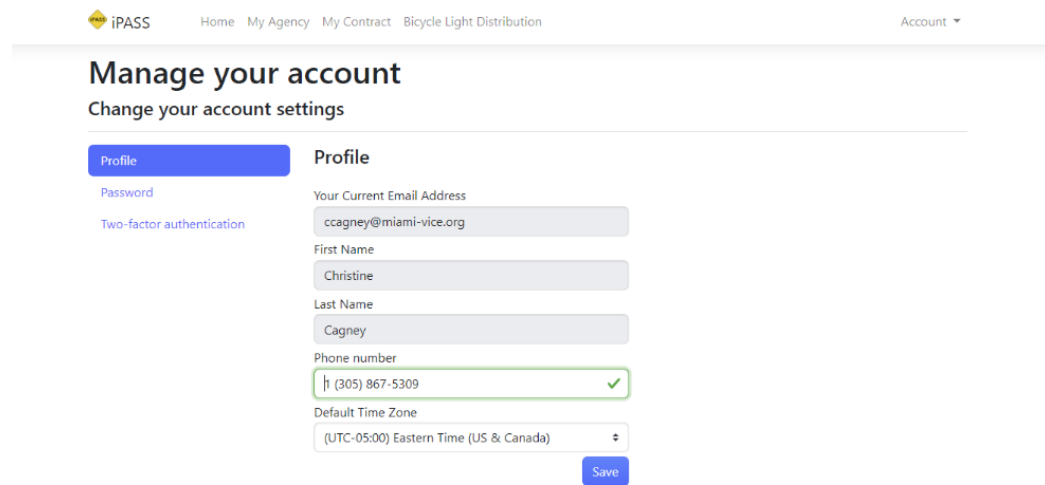 iPASS iPASS Home My Agency My Contract Bicycle Light Distribution Account
Manage your account
Change your account settings
Profile
Password
Two-factor authentication
Profile
Your Current Email Address
ccagney@miami-vice.org
First Name
Christine
Last Name
Cagney
Phone number
1 (305) 867-5309
Default Time Zone
(UTC-05:00) Eastern Time (US & Canada)
Save